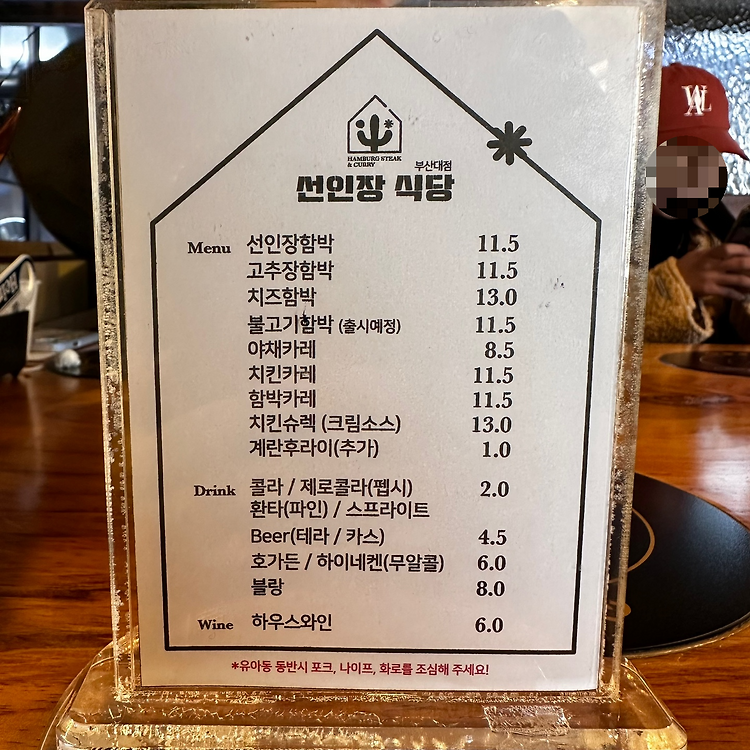 HAMBURG STEAK
& CURRY
부산대점
선인장 식당
Menu 선인장함박 11.5
고추장함박 11.5
치즈함박 13.0
불고기함박 (출시예정) 11.5
야채카레 8.5
치킨카레 11.5
함박카레 11.5
치킨슈렉 (크림소스) 13.0
계란후라이(추가) 1.0
Drink 콜라 / 제로콜라(펩시) 2.0
환타(파인) / 스프라이트
Beer(테라 / 카스) 4.5
호가든 / 하이네켄(무알콜) 6.0
블랑 8.0
Wine 하우스와인 6.0
*유아동 동반시 포크, 나이프, 화로를 조심해 주세요!